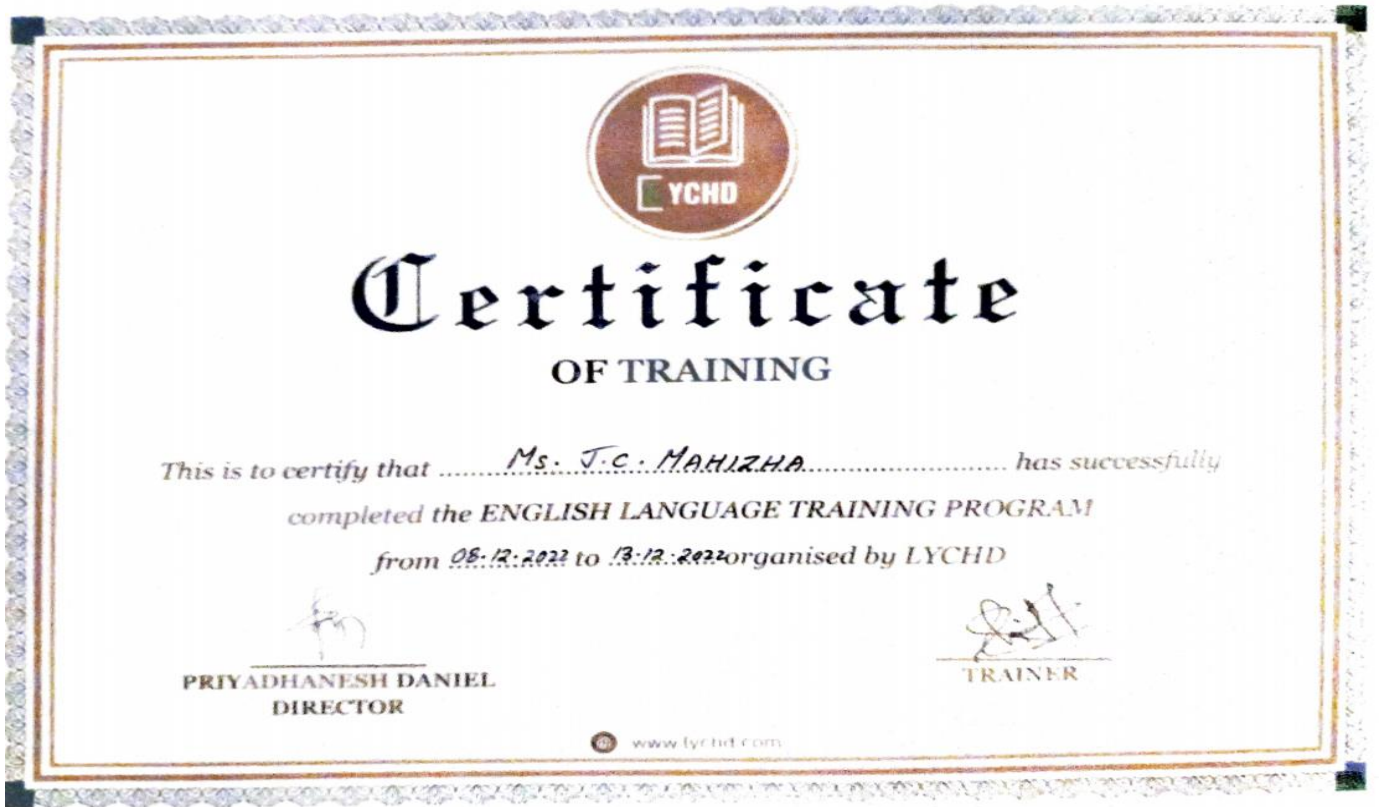 LYCHD
Certificate
OF TRAINING
This is to certify that ........ Ms. J.C. MAHIZHA ........ has successfully
completed the ENGLISH LANGUAGE TRAINING PROGRAM
from 08-12-2022 to 13-12-2022 organised by LYCHD
PRIYADHANESH DANIEL
DIRECTOR
TRAINER
www.lychd.com